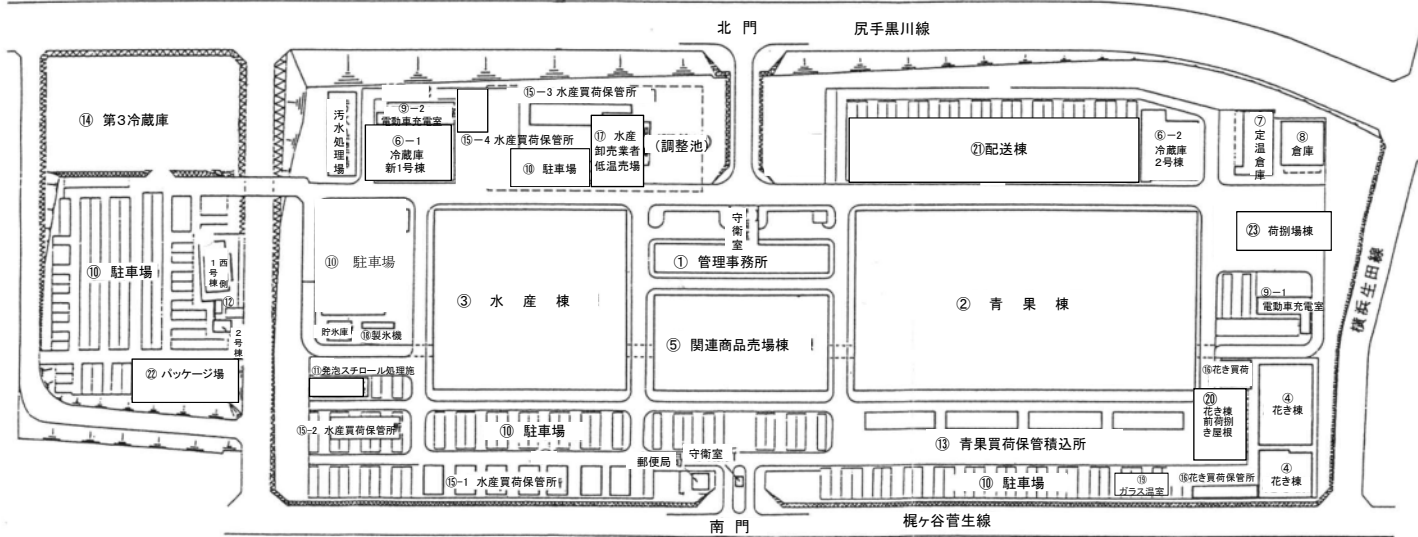 北　門
尻手黒川線
⑭ 第3冷蔵庫
汚水処理場
⑨－2
電動車充電室
⑥－1
冷蔵庫
新1号棟
⑮－3 水産買荷保管所
⑮－4 水産買荷保管所
⑩ 駐車場
⑰ 水産
卸売業者
低温売場
(調整池)
㉑配送棟
⑥－2
冷蔵庫
2号棟
⑦定温倉庫
⑧
倉庫
㉓ 荷捌場棟
横浜生田線
⑩ 駐車場
西側
1号棟
⑫
2号棟
㉒ パッケージ場
⑩ 駐車場
貯氷庫
⑱製氷機
③ 水 産 棟
守衛室
① 管理事務所
⑤ 関連商品売場棟
② 青 果 棟
⑨－1
電動車充電室
⑪発泡スチロール処理施
⑮－2 水産買荷保管所
⑩ 駐車場
⑮-1 水産買荷保管所
郵便局
守衛室
⑬ 青果買荷保管積込所
⑯花き買荷
⑳
花き棟
前荷捌
き屋根
④
花き棟
④
花き棟
⑩ 駐車場
⑲
ガラス温室
⑯花き買荷保管所
南 門
梶ヶ谷菅生線